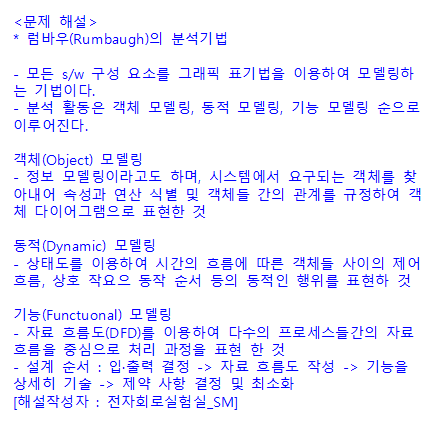 <문제 해설>
* 럼바우(Rumbaugh)의 분석기법
- 모든 s/w 구성 요소를 그래픽 표기법을 이용하여 모델링하
는 기법이다.
- 분석 활동은 객체 모델링, 동적 모델링, 기능 모델링 순으로
이루어진다.
객체(Object) 모델링
- 정보 모델링이라고도 하며, 시스템에서 요구되는 객체를 찾
아내어 속성과 연산 식별 및 객체들 간의 관계를 규정하여 객
체 다이어그램으로 표현한 것
동적(Dynamic) 모델링
- 상태도를 이용하여 시간의 흐름에 따른 객체들 사이의 제어
흐름, 상호 작요으 동작 순서 등의 동적인 행위를 표현하 것
기능(Functuonal) 모델링
- 자료 흐름도(DFD)를 이용하여 다수의 프로세스들간의 자료
흐름을 중심으로 처리 과정을 표현 한 것
- 설계 순서 : 입·출력 결정 -> 자료 흐름도 작성 -> 기능을
상세히 기술 -> 제약 사항 결정 및 최소화
[해설작성자 : 전자회로실험실_SM]